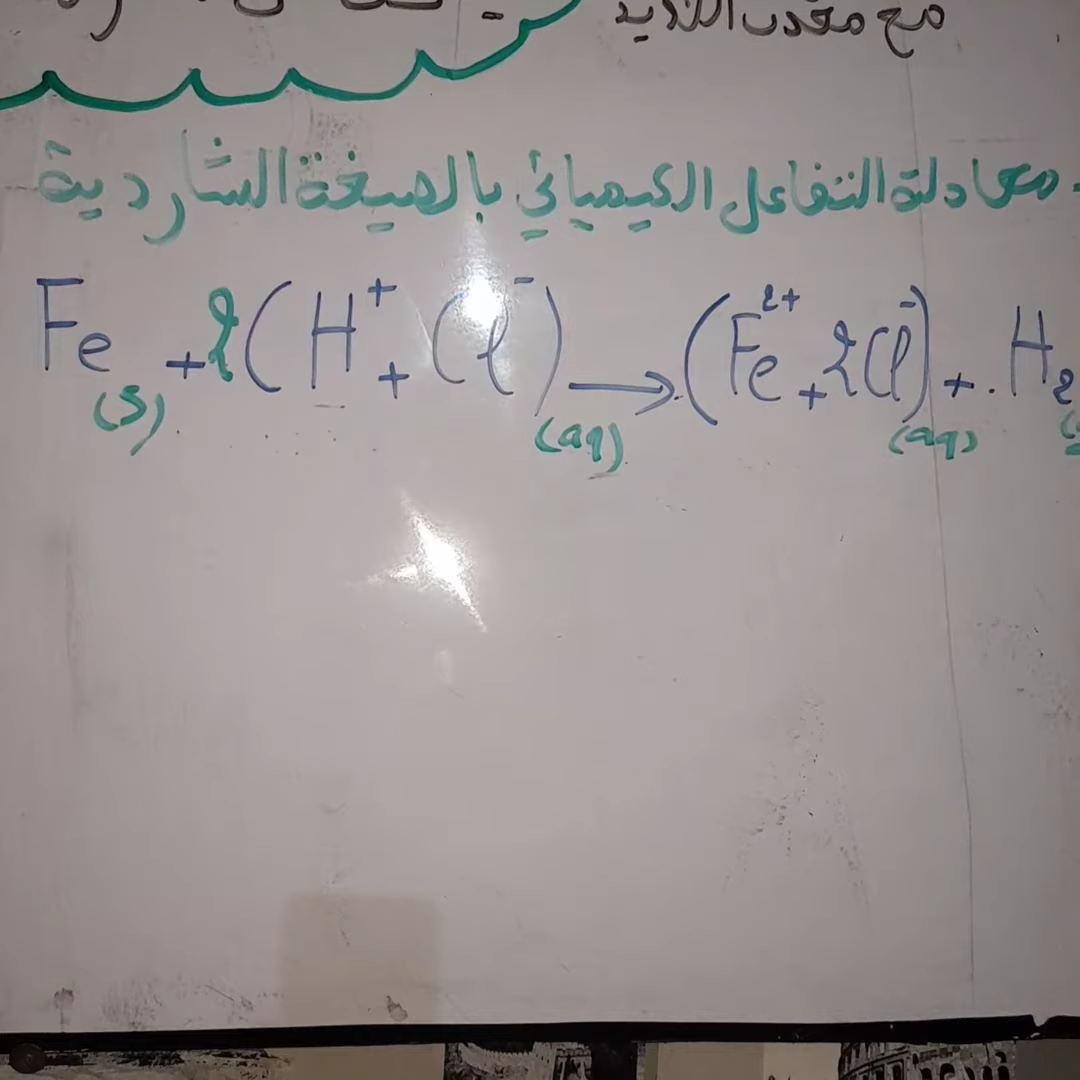 مع معدن الحديد
معادلة التفاعل الكيميائي بالصيغة الشاردية
Fe(s) + 2(H⁺ + Cl⁻)(aq) → (Fe²⁺ + 2Cl⁻)(aq) + H₂